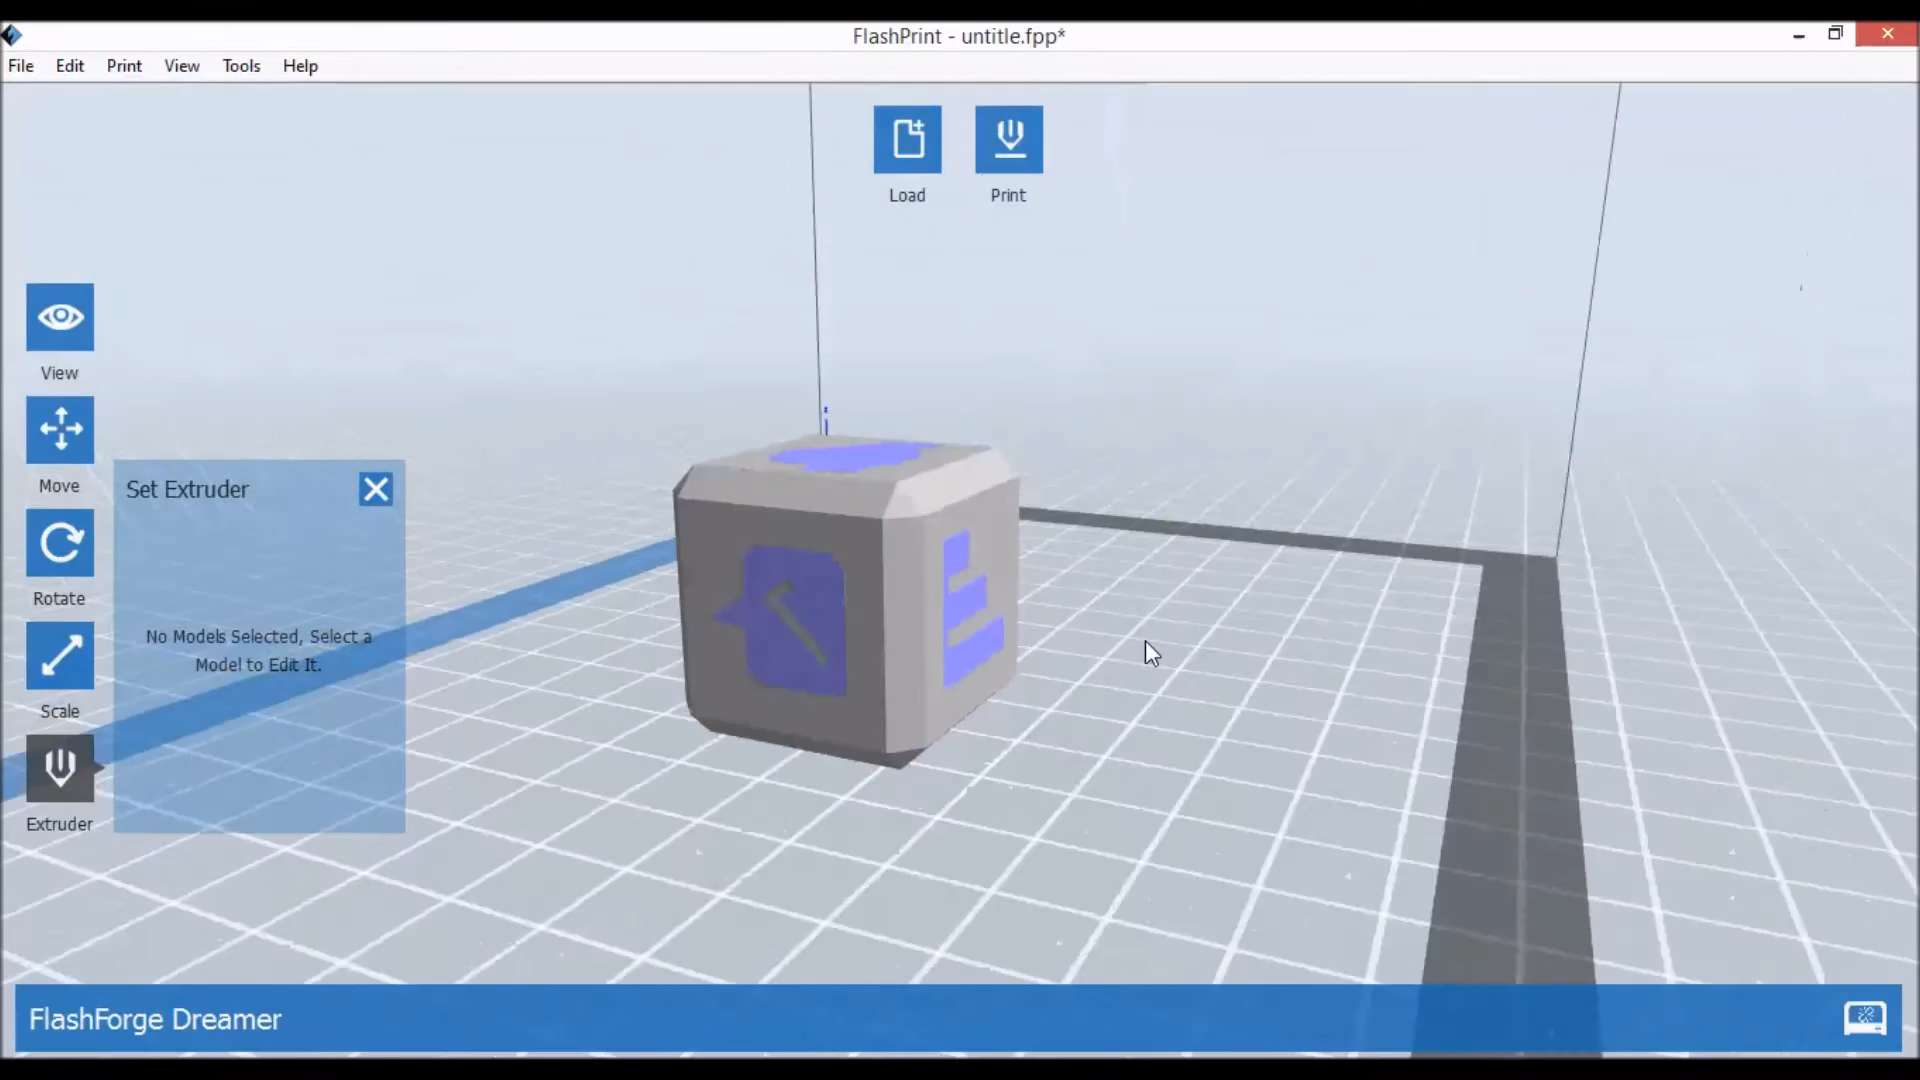 FlashPrint - untitle.fpp*
File Edit Print View Tools Help
Load Print
View
Move
Set Extruder
Rotate
No Models Selected, Select a
Model to Edit It.
Scale
Extruder
FlashForge Dreamer